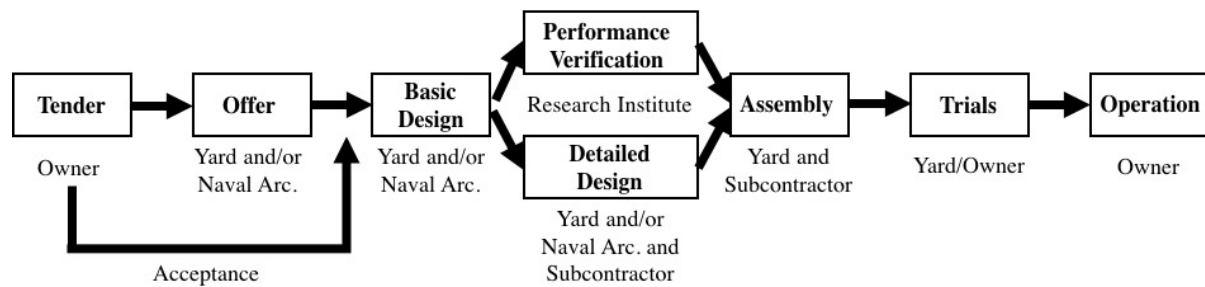 Tender
Owner
Offer
Yard and/or
Naval Arc.
Acceptance
Basic
Design
Yard and/or
Naval Arc.
Performance
Verification
Research Institute
Detailed
Design
Yard and/or
Naval Arc. and
Subcontractor
Assembly
Yard and
Subcontractor
Trials
Yard/Owner
Operation
Owner